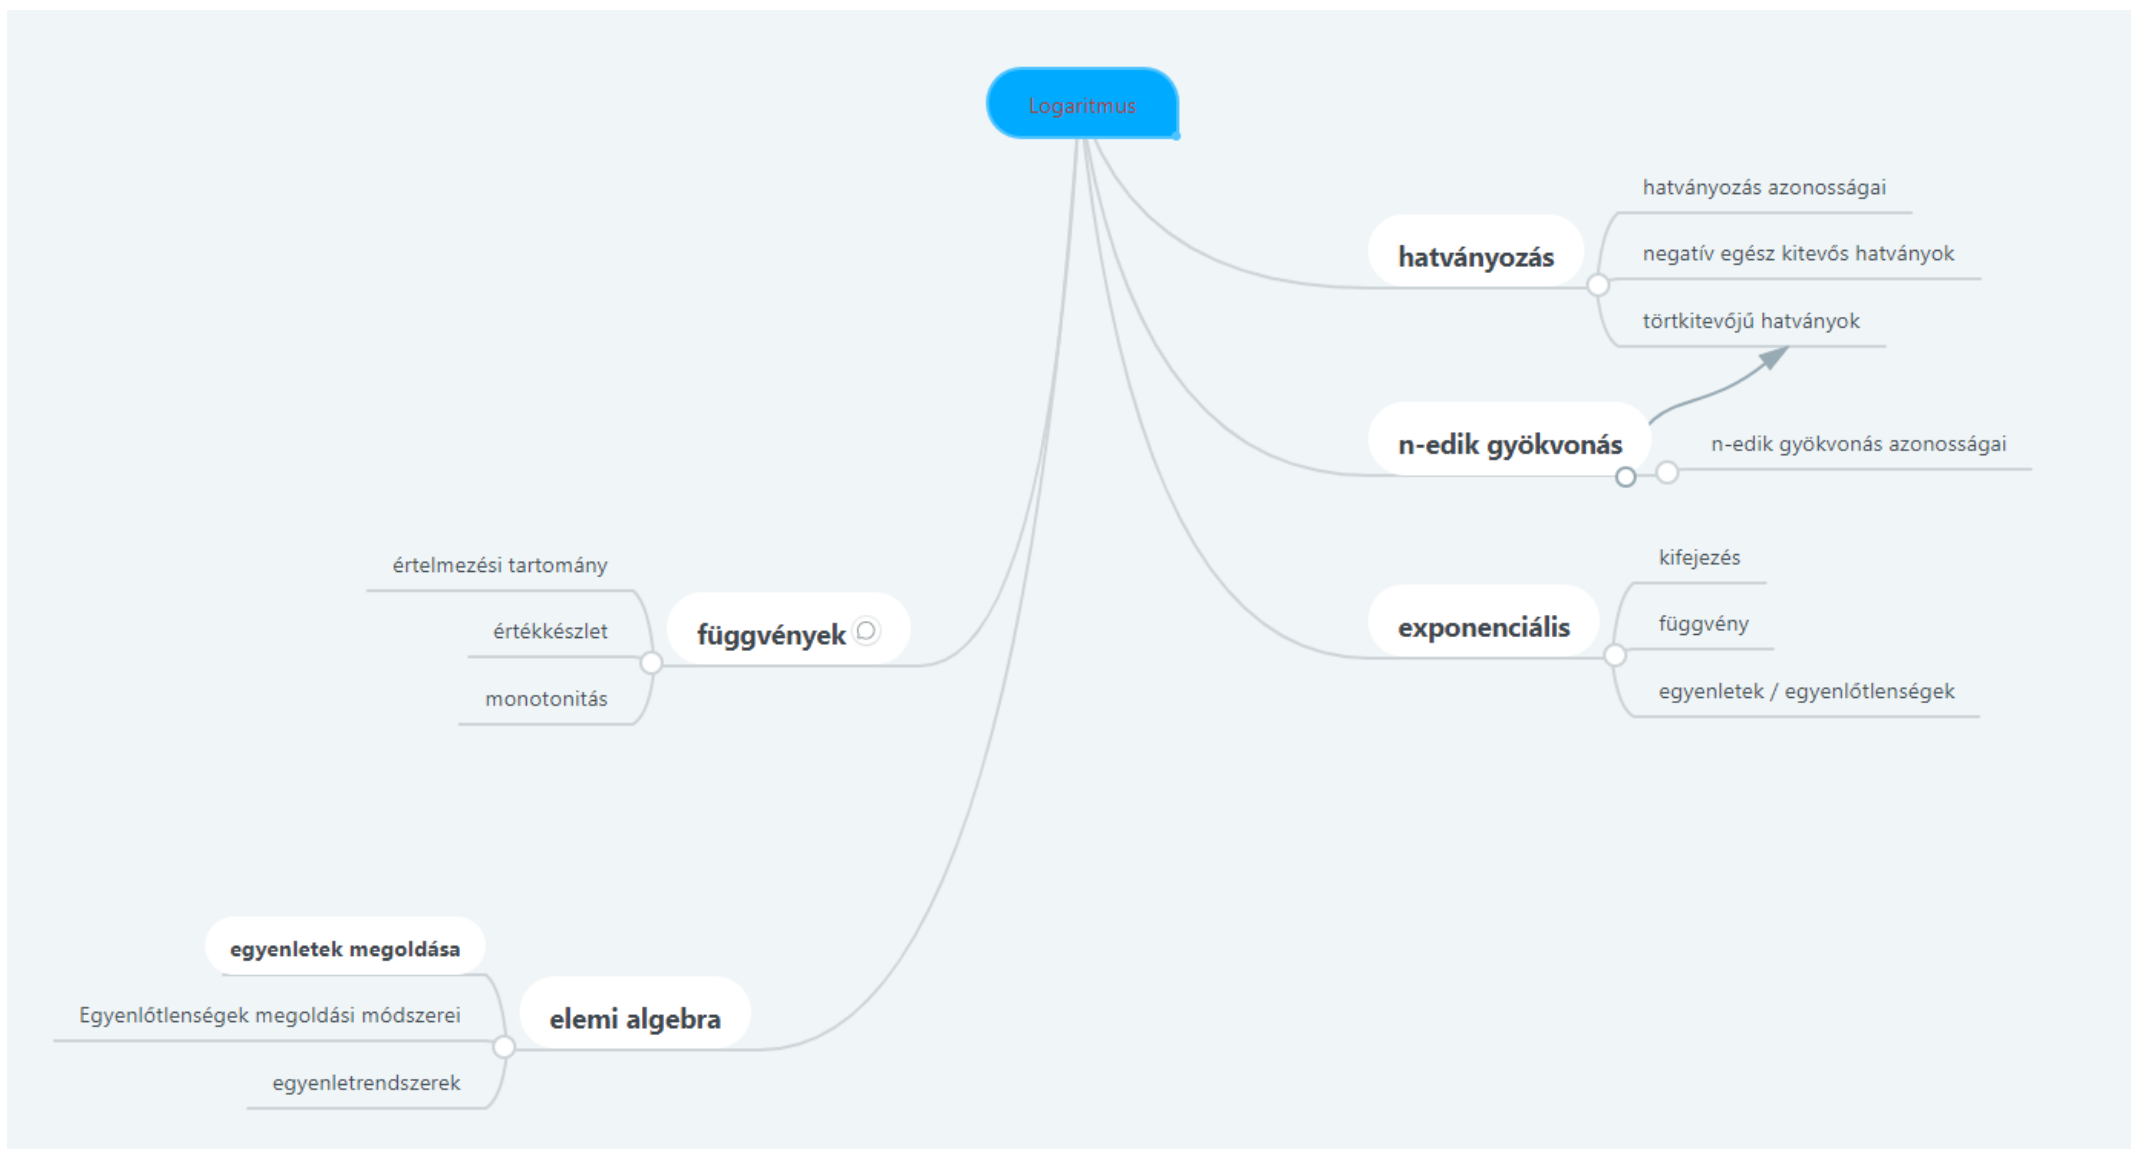 Logaritmus
hatványozás
hatványozás azonosságai
negatív egész kitevős hatványok
törtkitevőjű hatványok
n-edik gyökvonás
n-edik gyökvonás azonosságai
exponenciális
kifejezés
függvény
egyenletek / egyenlőtlenségek
függvények
értelmezési tartomány
értékkészlet
monotonitás
elemi algebra
egyenletek megoldása
Egyenlőtlenségek megoldási módszerei
egyenletrendszerek